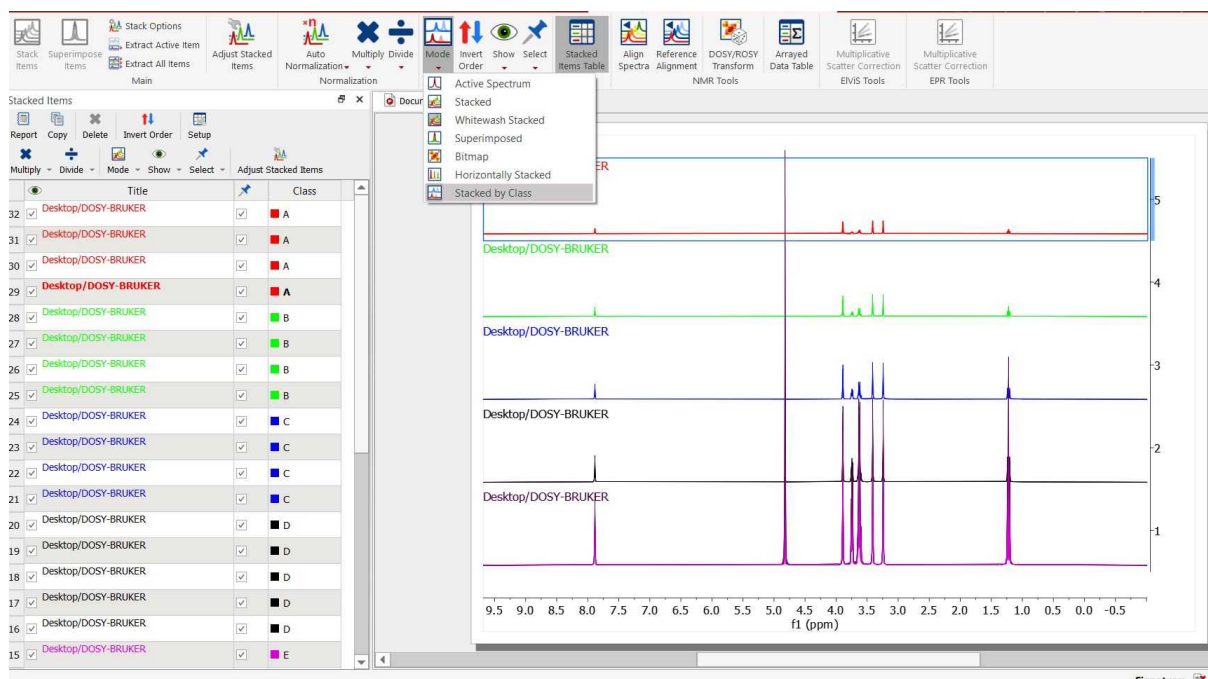 Stack Items
Superimpose Items
Stack Options
Extract Active Item
Extract All Items
Main
Adjust Stacked Items
Auto Normalization
Multiply
Divide
Normalization
Mode
Invert Order
Show
Select
Stacked Items Table
Align Spectra
Reference Alignment
DOSY/ROSY Transform
Arrayed Data Table
NMR Tools
Multiplicative Scatter Correction
ElViS Tools
Multiplicative Scatter Correction
EPR Tools
Active Spectrum
Stacked
Whitewash Stacked
Superimposed
Bitmap
Horizontally Stacked
Stacked by Class
Stacked Items
Report Copy Delete Invert Order Setup
Multiply Divide Mode Show Select Adjust Stacked Items
Title Class
32 Desktop/DOSY-BRUKER A
31 Desktop/DOSY-BRUKER A
30 Desktop/DOSY-BRUKER A
29 Desktop/DOSY-BRUKER A
28 Desktop/DOSY-BRUKER B
27 Desktop/DOSY-BRUKER B
26 Desktop/DOSY-BRUKER B
25 Desktop/DOSY-BRUKER B
24 Desktop/DOSY-BRUKER C
23 Desktop/DOSY-BRUKER C
22 Desktop/DOSY-BRUKER C
21 Desktop/DOSY-BRUKER C
20 Desktop/DOSY-BRUKER D
19 Desktop/DOSY-BRUKER D
18 Desktop/DOSY-BRUKER D
17 Desktop/DOSY-BRUKER D
16 Desktop/DOSY-BRUKER D
15 Desktop/DOSY-BRUKER E
Docu
ER
5
Desktop/DOSY-BRUKER
4
Desktop/DOSY-BRUKER
3
Desktop/DOSY-BRUKER
2
Desktop/DOSY-BRUKER
1
9.5 9.0 8.5 8.0 7.5 7.0 6.5 6.0 5.5 5.0 4.5 4.0 3.5 3.0 2.5 2.0 1.5 1.0 0.5 0.0 -0.5
f1 (ppm)